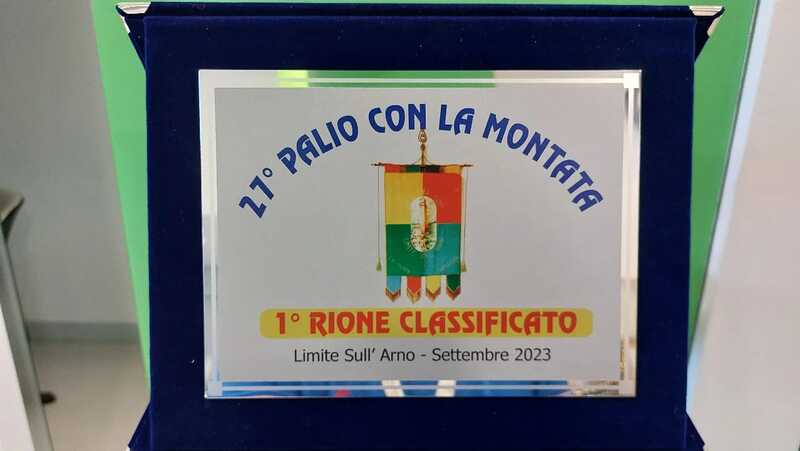 27° PALIO CON LA MONTATA
1° RIONE CLASSIFICATO
Limite Sull' Arno - Settembre 2023